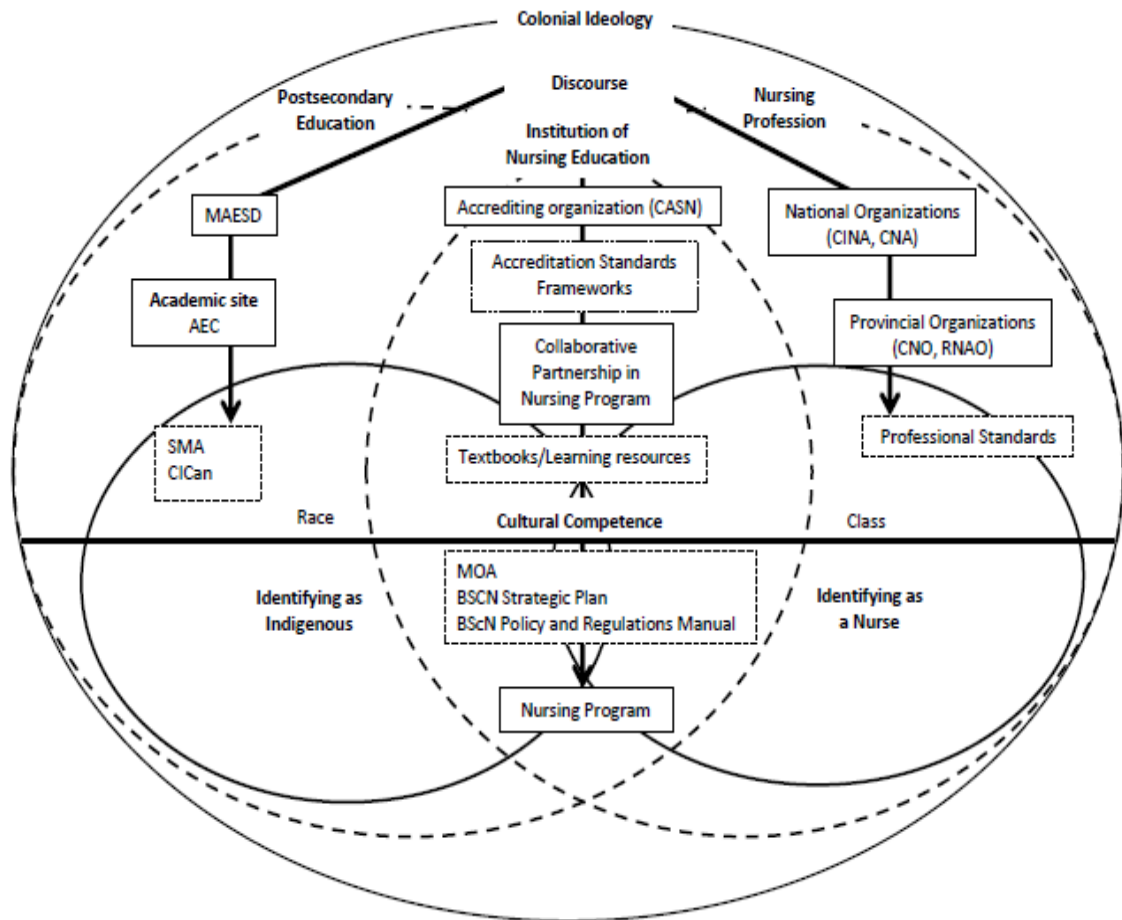 Colonial Ideology
Postsecondary
Education
Discourse
Nursing
Profession
Institution of
Nursing Education
MAESD
Accrediting organization (CASN)
National Organizations
(CINA, CNA)
Accreditation Standards
Frameworks
Academic site
AEC
Provincial Organizations
(CNO, RNAO)
Collaborative
Partnership in
Nursing Program
SMA
CICan
Textbooks/Learning resources
Professional Standards
Race
Cultural Competence
Class
MOA
BSCN Strategic Plan
BScN Policy and Regulations Manual
Identifying as
Indigenous
Identifying as
a Nurse
Nursing Program